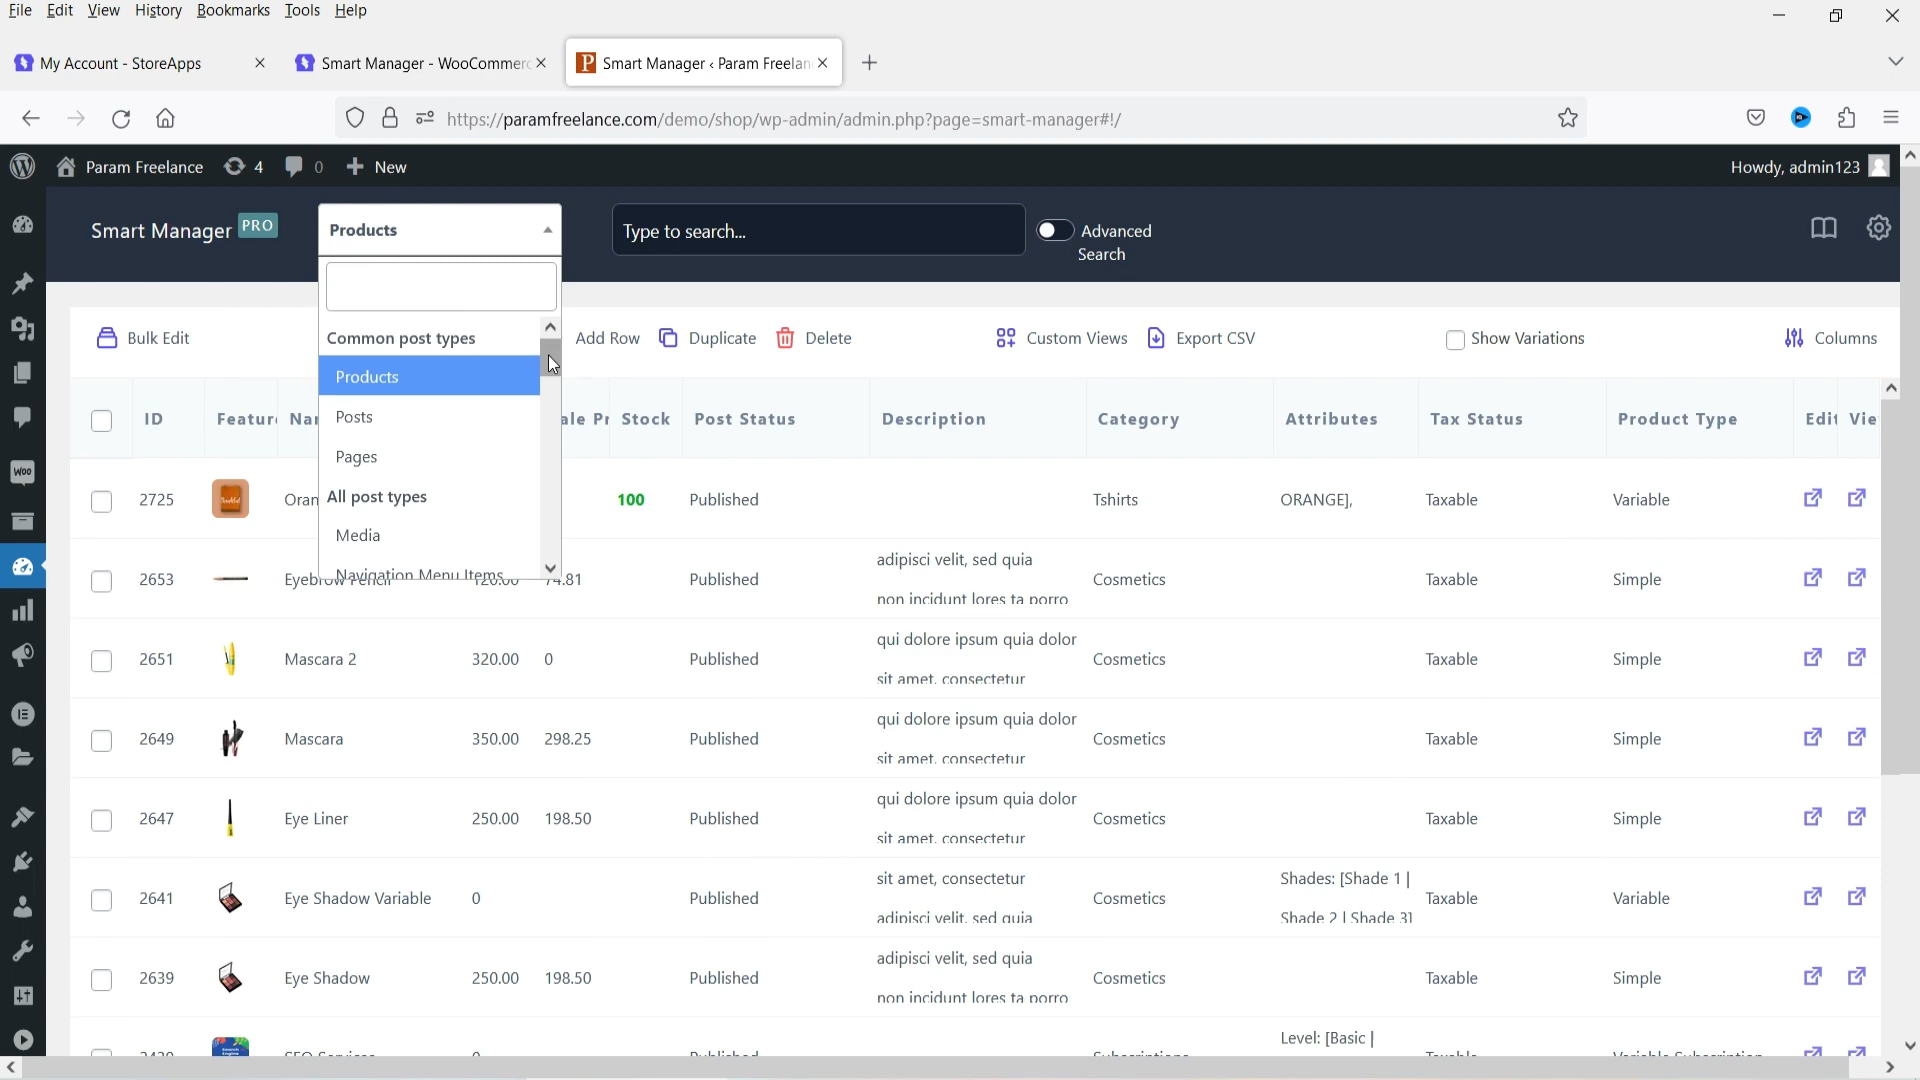 File Edit View History Bookmarks Tools Help
My Account - StoreApps
Smart Manager - WooCommerc
Smart Manager ‹ Param Freelan
https://paramfreelance.com/demo/shop/wp-admin/admin.php?page=smart-manager#!/
Param Freelance 4 0 New Howdy, admin123
Smart Manager PRO Products Type to search... Advanced
Search
Common post types
Products
Posts
Pages
All post types
Media
Navigation Menu Items
Bulk Edit Add Row Duplicate Delete Custom Views Export CSV Show Variations Columns
ID Featur Nar ale Pr Stock Post Status Description Category Attributes Tax Status Product Type Edit Vie
2725 Oran 100 Published Tshirts ORANGE], Taxable Variable
adipisci velit, sed quia
2653 Eyebrow Pencil 120.00 74.81 Published Cosmetics Taxable Simple
non incidunt lores ta porro
qui dolore ipsum quia dolor
2651 Mascara 2 320.00 0 Published Cosmetics Taxable Simple
sit amet, consectetur
qui dolore ipsum quia dolor
2649 Mascara 350.00 298.25 Published Cosmetics Taxable Simple
sit amet, consectetur
qui dolore ipsum quia dolor
2647 Eye Liner 250.00 198.50 Published Cosmetics Taxable Simple
sit amet, consectetur
sit amet, consectetur Shades: [Shade 1 |
2641 Eye Shadow Variable 0 Published Cosmetics Taxable Variable
adipisci velit, sed quia Shade 2 | Shade 3]
adipisci velit, sed quia
2639 Eye Shadow 250.00 198.50 Published Cosmetics Taxable Simple
non incidunt lores ta porro
Level: [Basic |
SEO Services 0 Published Subscriptions Taxable Variable Subscription